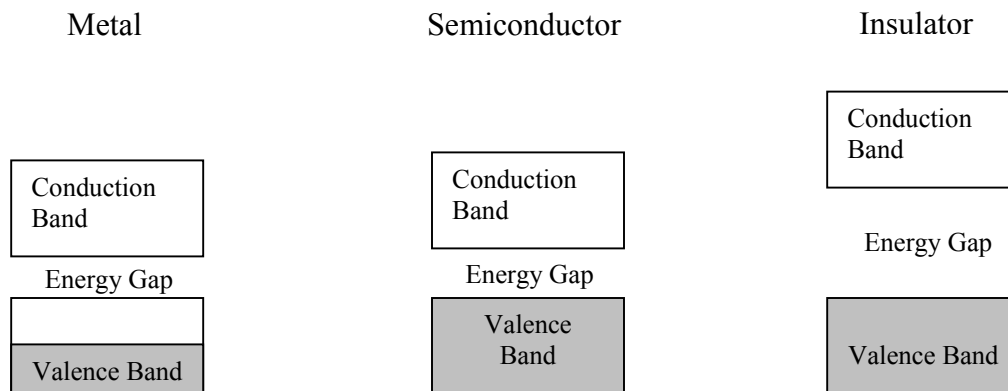 Metal
Semiconductor
Insulator
Conduction
Band
Energy Gap
Valence Band
Conduction
Band
Energy Gap
Valence
Band
Conduction
Band
Energy Gap
Valence Band